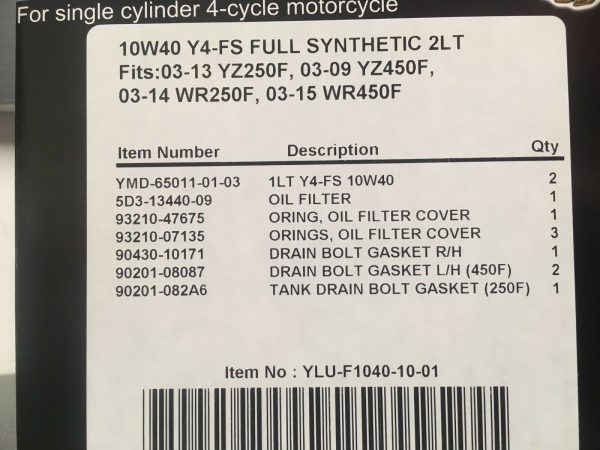 For single cylinder 4-cycle motorcycle
10W40 Y4-FS FULL SYNTHETIC 2LT
Fits:03-13 YZ250F, 03-09 YZ450F,
03-14 WR250F, 03-15 WR450F
Item Number Description Qty
YMD-65011-01-03 1LT Y4-FS 10W40 2
5D3-13440-09 OIL FILTER 1
93210-47675 ORING, OIL FILTER COVER 1
93210-07135 ORINGS, OIL FILTER COVER 3
90430-10171 DRAIN BOLT GASKET R/H 1
90201-08087 DRAIN BOLT GASKET L/H (450F) 2
90201-082A6 TANK DRAIN BOLT GASKET (250F) 1
Item No : YLU-F1040-10-01